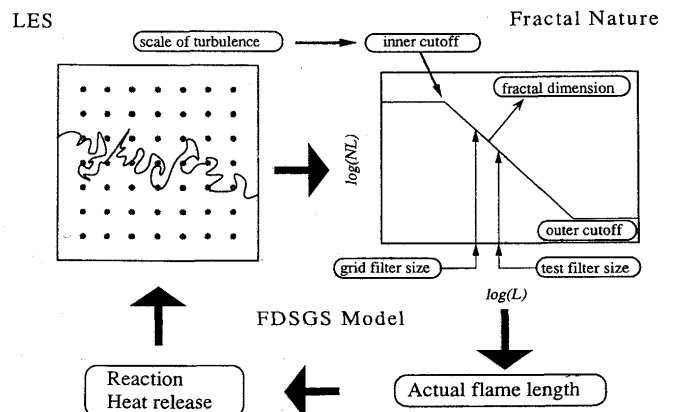 LES
Fractal Nature
scale of turbulence
inner cutoff
fractal dimension
log(NL)
outer cutoff
grid filter size
test filter size
log(L)
FDSGS Model
Reaction
Heat release
Actual flame length